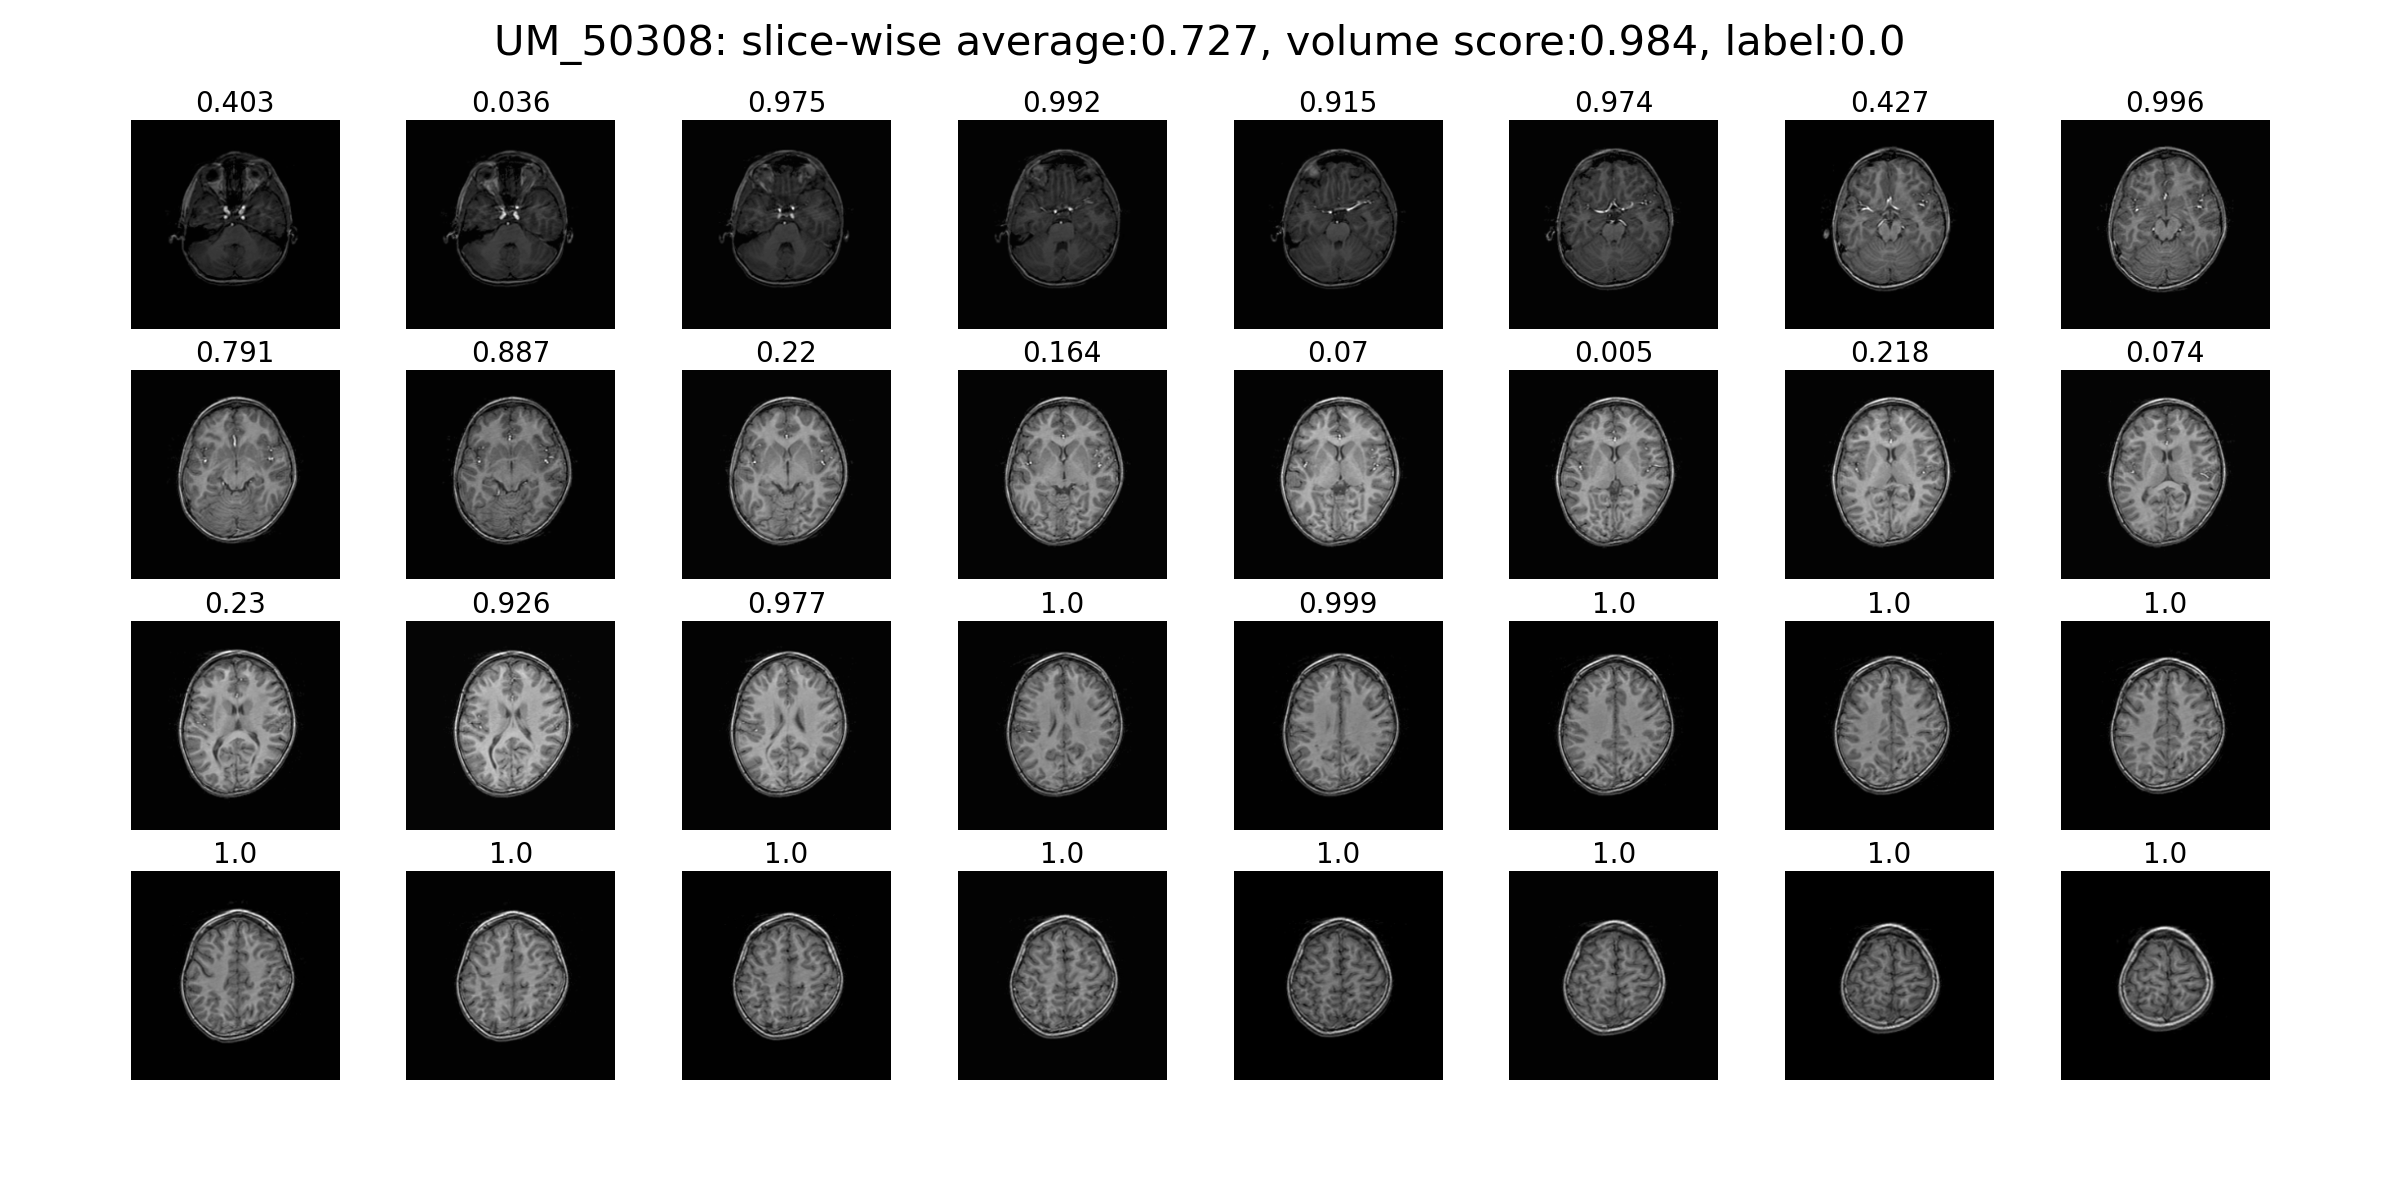 UM_50308: slice-wise average:0.727, volume score:0.984, label:0.0
0.403 0.036 0.975 0.992 0.915 0.974 0.427 0.996
0.791 0.887 0.22 0.164 0.07 0.005 0.218 0.074
0.23 0.926 0.977 1.0 0.999 1.0 1.0 1.0
1.0 1.0 1.0 1.0 1.0 1.0 1.0 1.0